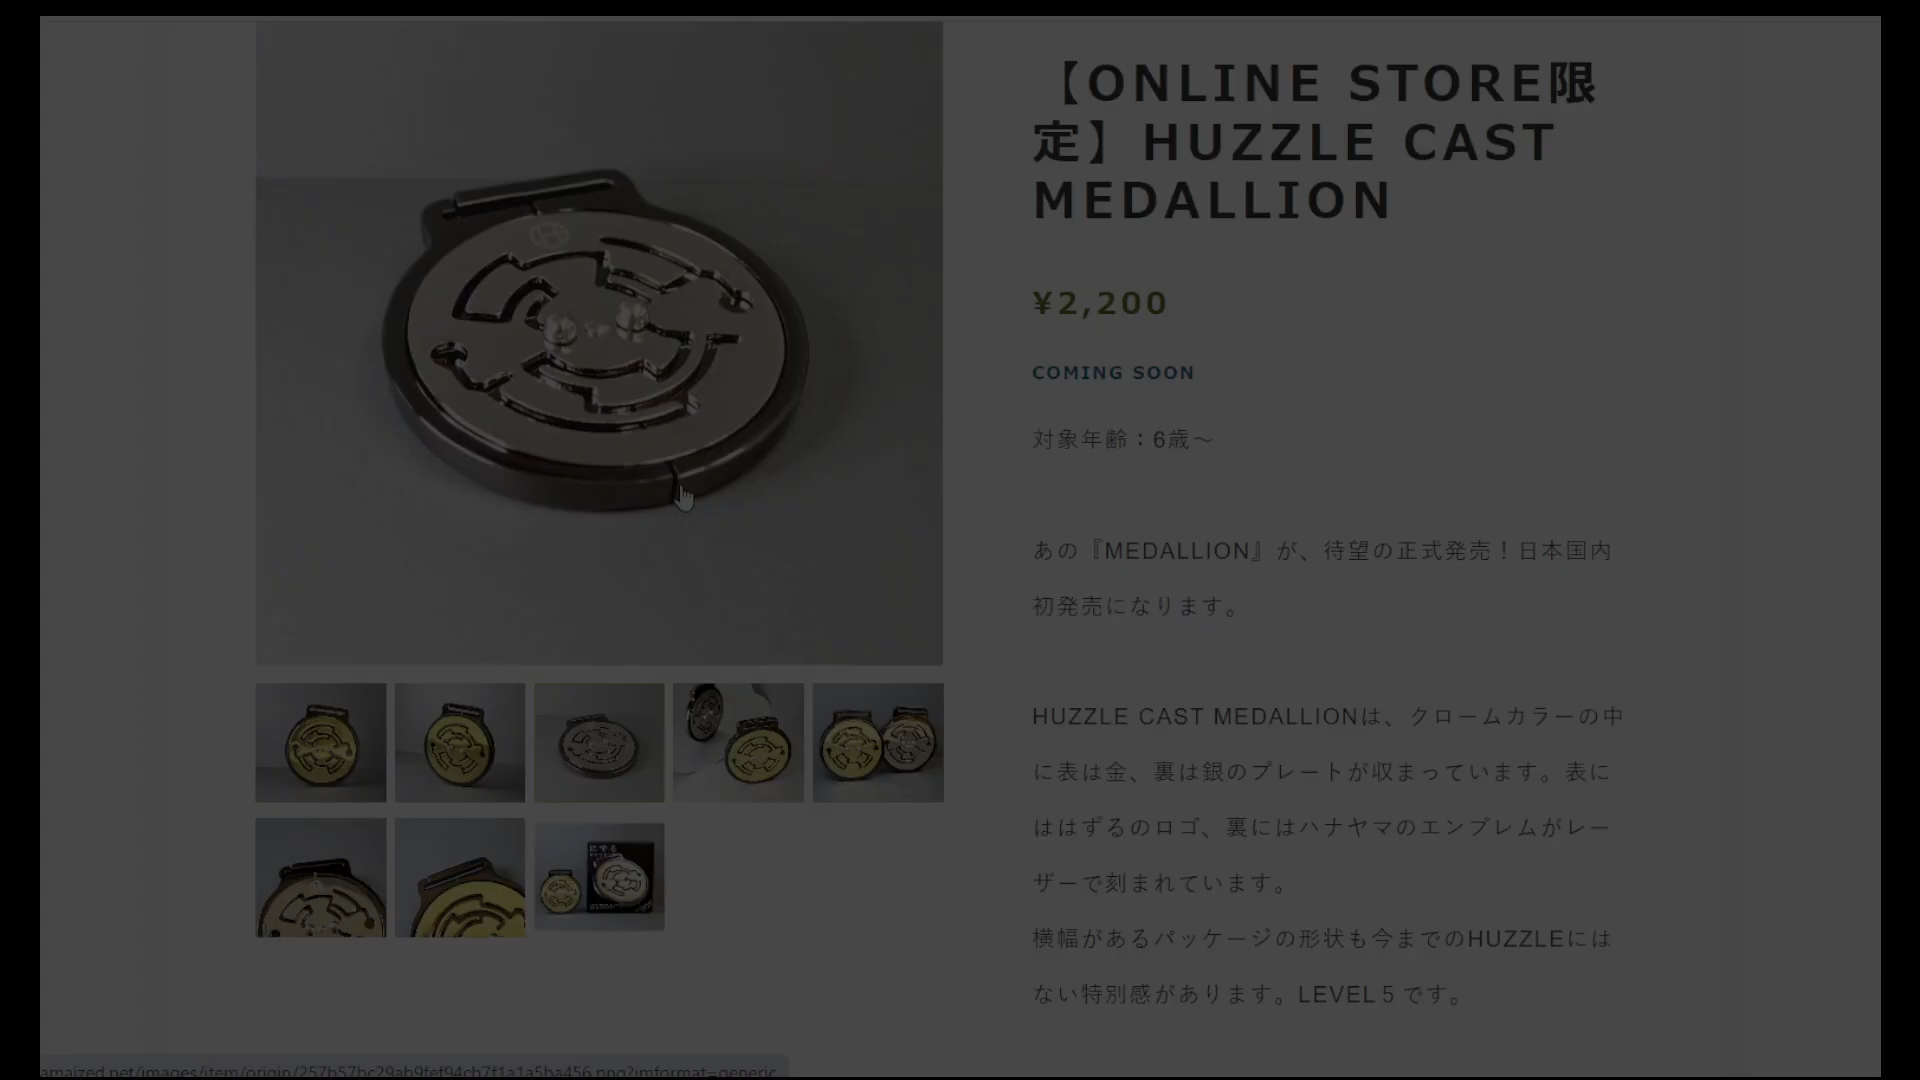 【ONLINE STORE限
定】HUZZLE CAST
MEDALLION
¥2,200
COMING SOON
対象年齢：6歳〜
あの『MEDALLION』が、待望の正式発売！日本国内
初発売になります。
HUZZLE CAST MEDALLIONは、クロームカラーの中
に表は金、裏は銀のプレートが収まっています。表に
ははずるのロゴ、裏にはハナヤマのエンブレムがレー
ザーで刻まれています。
横幅があるパッケージの形状も今までのHUZZLEには
ない特別感があります。LEVEL５です。
はずる